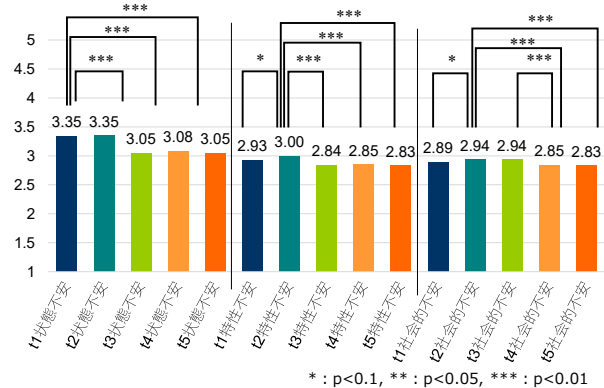 ***
***
***
***
***
***
***
***
*
***
*
***
5
4.5
4
3.5
3
2.5
2
1.5
1
3.35 3.35 3.05 3.08 3.05 2.93 3.00 2.84 2.85 2.83 2.89 2.94 2.94 2.85 2.83
t1状態不安
t2状態不安
t3状態不安
t4状態不安
t5状態不安
t1特性不安
t2特性不安
t3特性不安
t4特性不安
t5特性不安
t1社会的不安
t2社会的不安
t3社会的不安
t4社会的不安
t5社会的不安
* : p<0.1, ** : p<0.05, *** : p<0.01